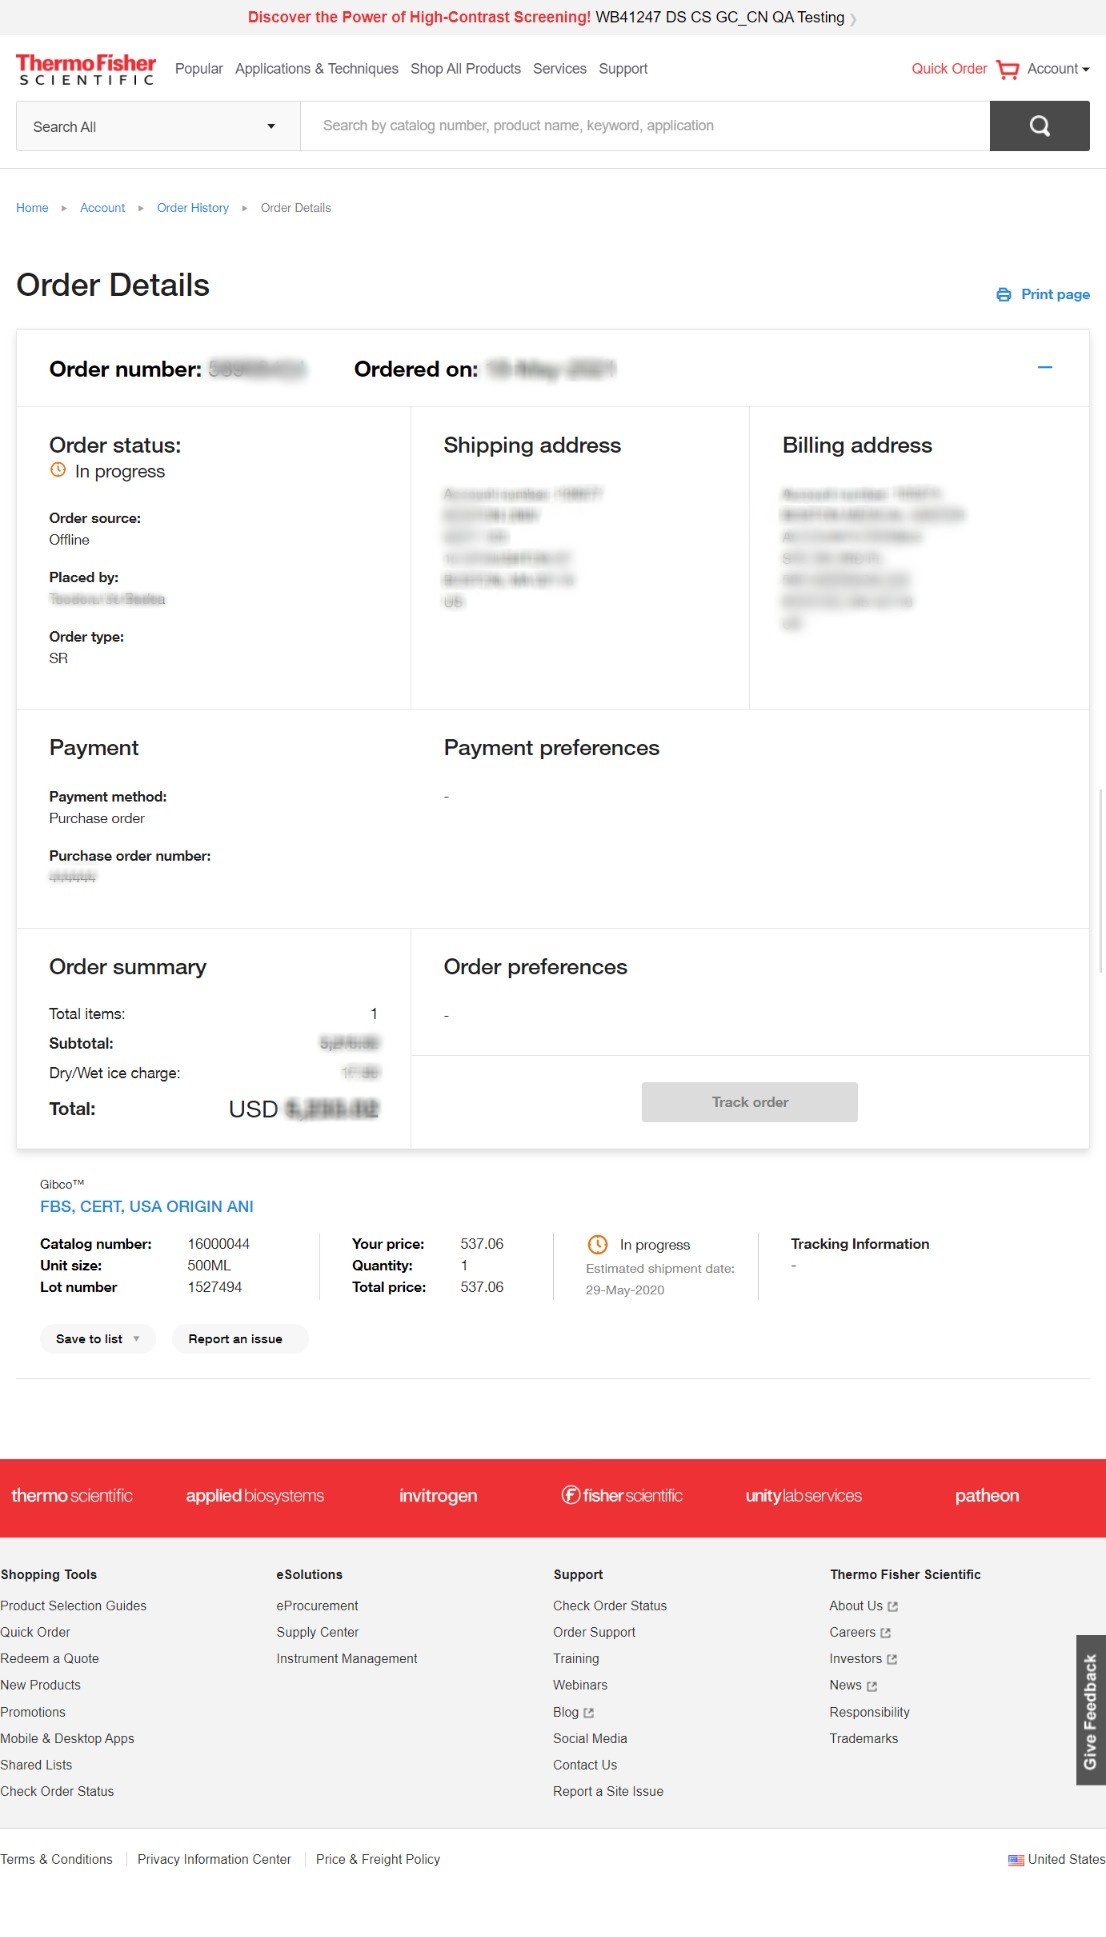 Discover the Power of High-Contrast Screening! WB41247 DS CS GC_CN QA Testing
ThermoFisher
SCIENTIFIC
Popular Applications & Techniques Shop All Products Services Support
Quick Order Account
Search All
Search by catalog number, product name, keyword, application
Home Account Order History Order Details
Order Details
Print page
Order number:
Ordered on:
Order status:
In progress
Order source:
Offline
Placed by:
Order type:
SR
Shipping address
Billing address
Payment
Payment method:
Purchase order
Purchase order number:
Payment preferences
-
Order summary
Total items: 1
Subtotal:
Dry/Wet ice charge:
Total: USD
Order preferences
-
Track order
Gibco™
FBS, CERT, USA ORIGIN ANI
Catalog number: 16000044
Unit size: 500ML
Lot number 1527494
Your price: 537.06
Quantity: 1
Total price: 537.06
In progress
Estimated shipment date:
29-May-2020
Tracking Information
-
Save to list
Report an issue
thermo scientific applied biosystems invitrogen fisher scientific unity lab services patheon
Shopping Tools
Product Selection Guides
Quick Order
Redeem a Quote
New Products
Promotions
Mobile & Desktop Apps
Shared Lists
Check Order Status
eSolutions
eProcurement
Supply Center
Instrument Management
Support
Check Order Status
Order Support
Training
Webinars
Blog
Social Media
Contact Us
Report a Site Issue
Thermo Fisher Scientific
About Us
Careers
Investors
News
Responsibility
Trademarks
Give Feedback
Terms & Conditions Privacy Information Center Price & Freight Policy
United States